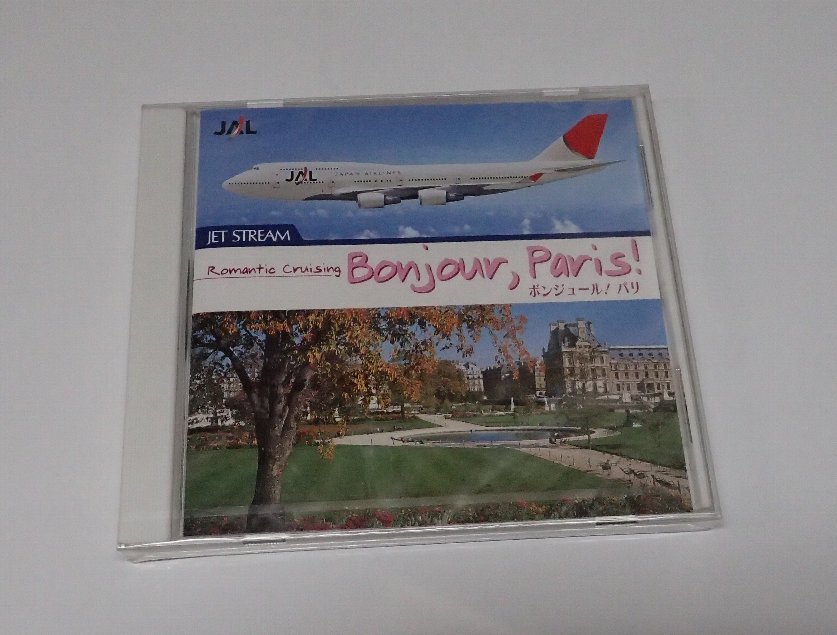 JAL
JAL JAPAN AIRLINES
JET STREAM
Romantic Cruising Bonjour, Paris!
ボンジュール! パリ